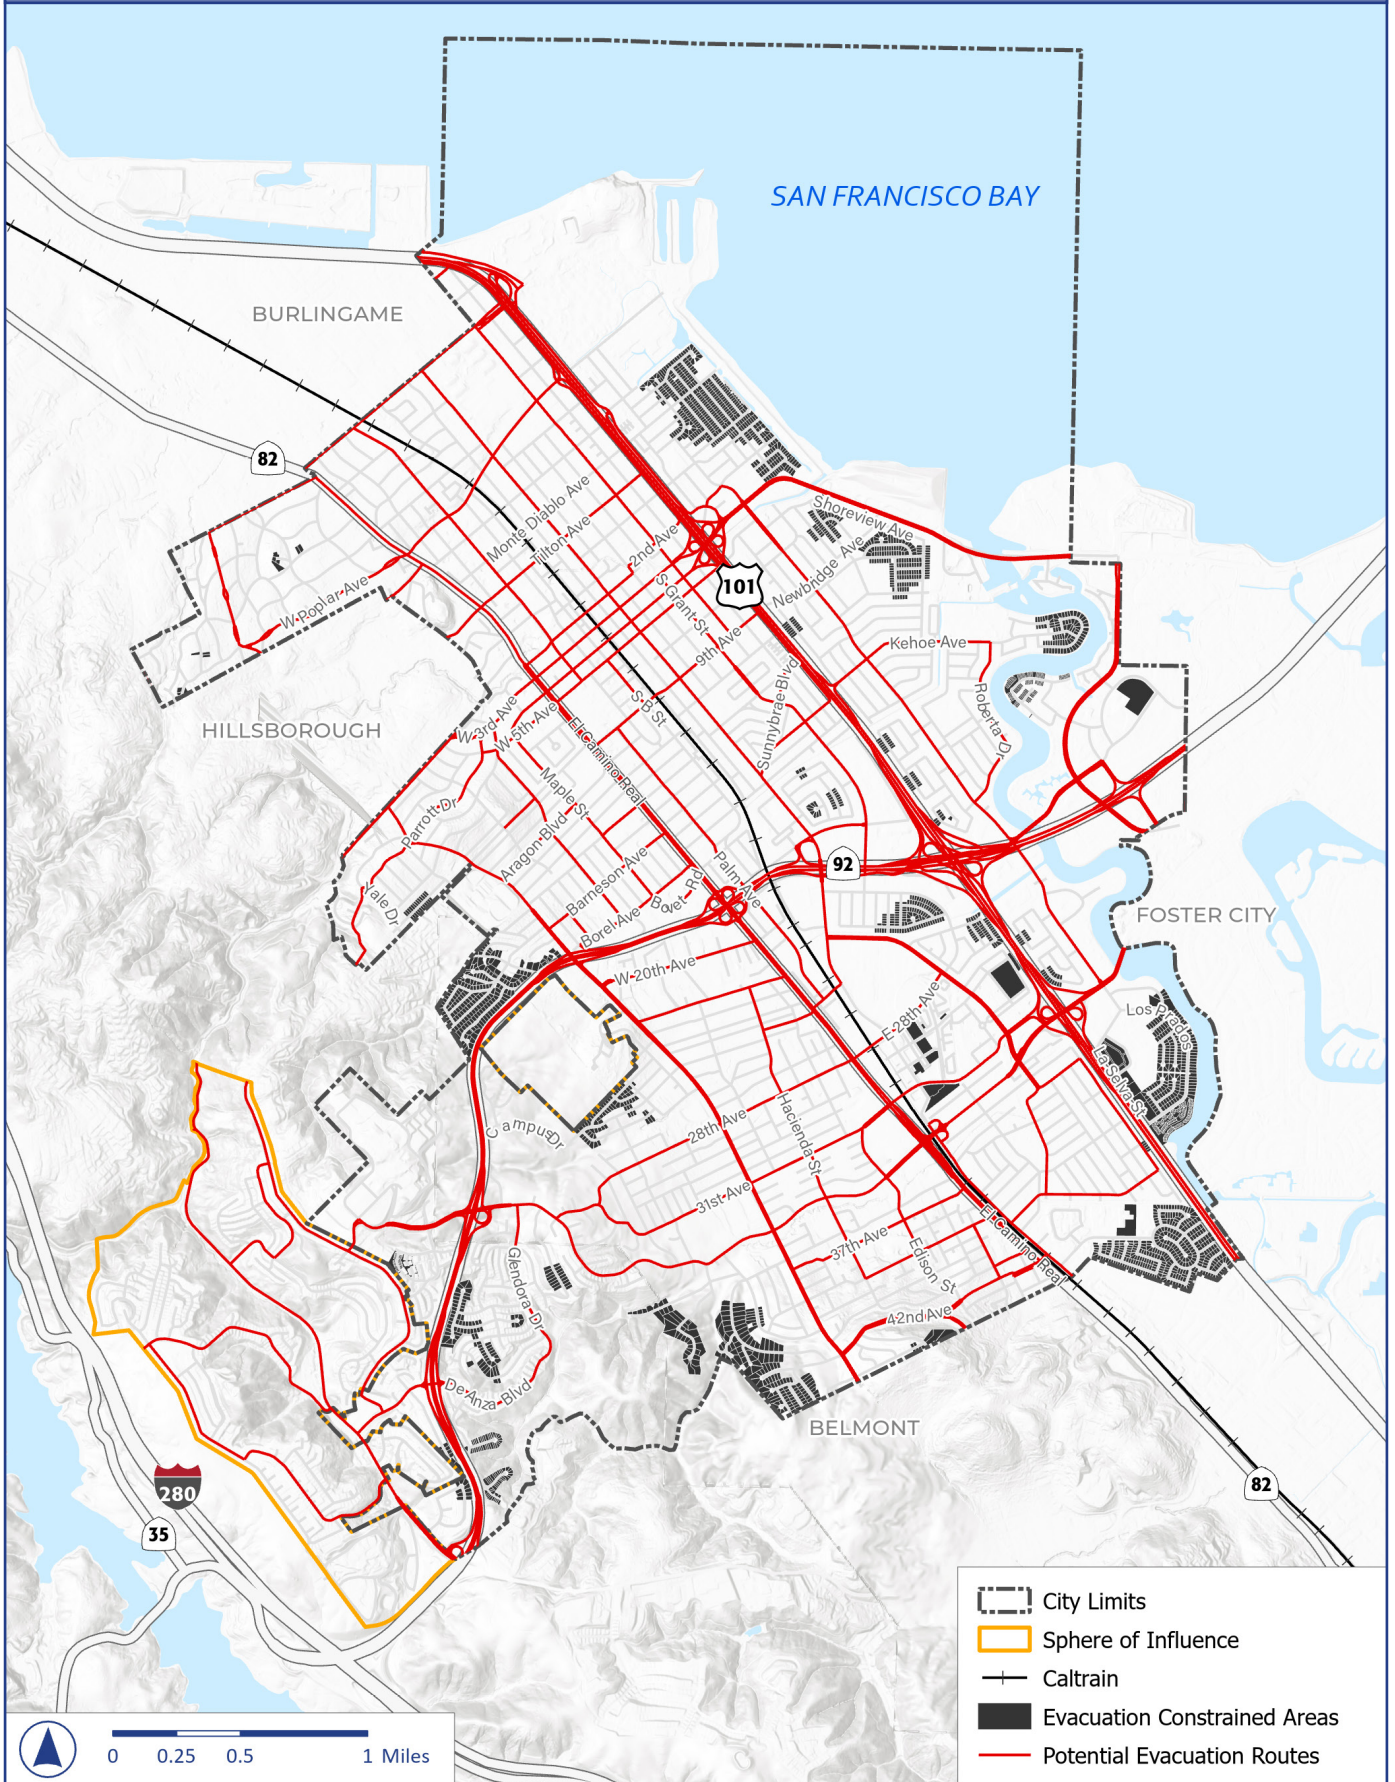 SAN FRANCISCO BAY
BURLINGAME
82
Monte Diablo Ave
Tilton Ave
2nd Ave
Shoreview Ave
Newbridge Ave
101
W Poplar Ave
S Grant St
9th Ave
Kehoe Ave
Roberta Dr
Sunnybrae Blvd
S B St
HILLSBOROUGH
W 3rd Ave
W 5th Ave
El Camino Real
Maple St
Parrott Dr
Aragon Blvd
Barneson Ave
Palm Ave
92
Yale Dr
Bovet Rd
Borel Ave
FOSTER CITY
W 20th Ave
E 28th Ave
Los Prados
La Selva St
Campus Dr
28th Ave
Hacienda St
31st Ave
37th Ave
El Camino Real
Edison St
Glendora Dr
42nd Ave
De Anza Blvd
BELMONT
280
35
82
City Limits
Sphere of Influence
Caltrain
Evacuation Constrained Areas
Potential Evacuation Routes
0 0.25 0.5 1 Miles